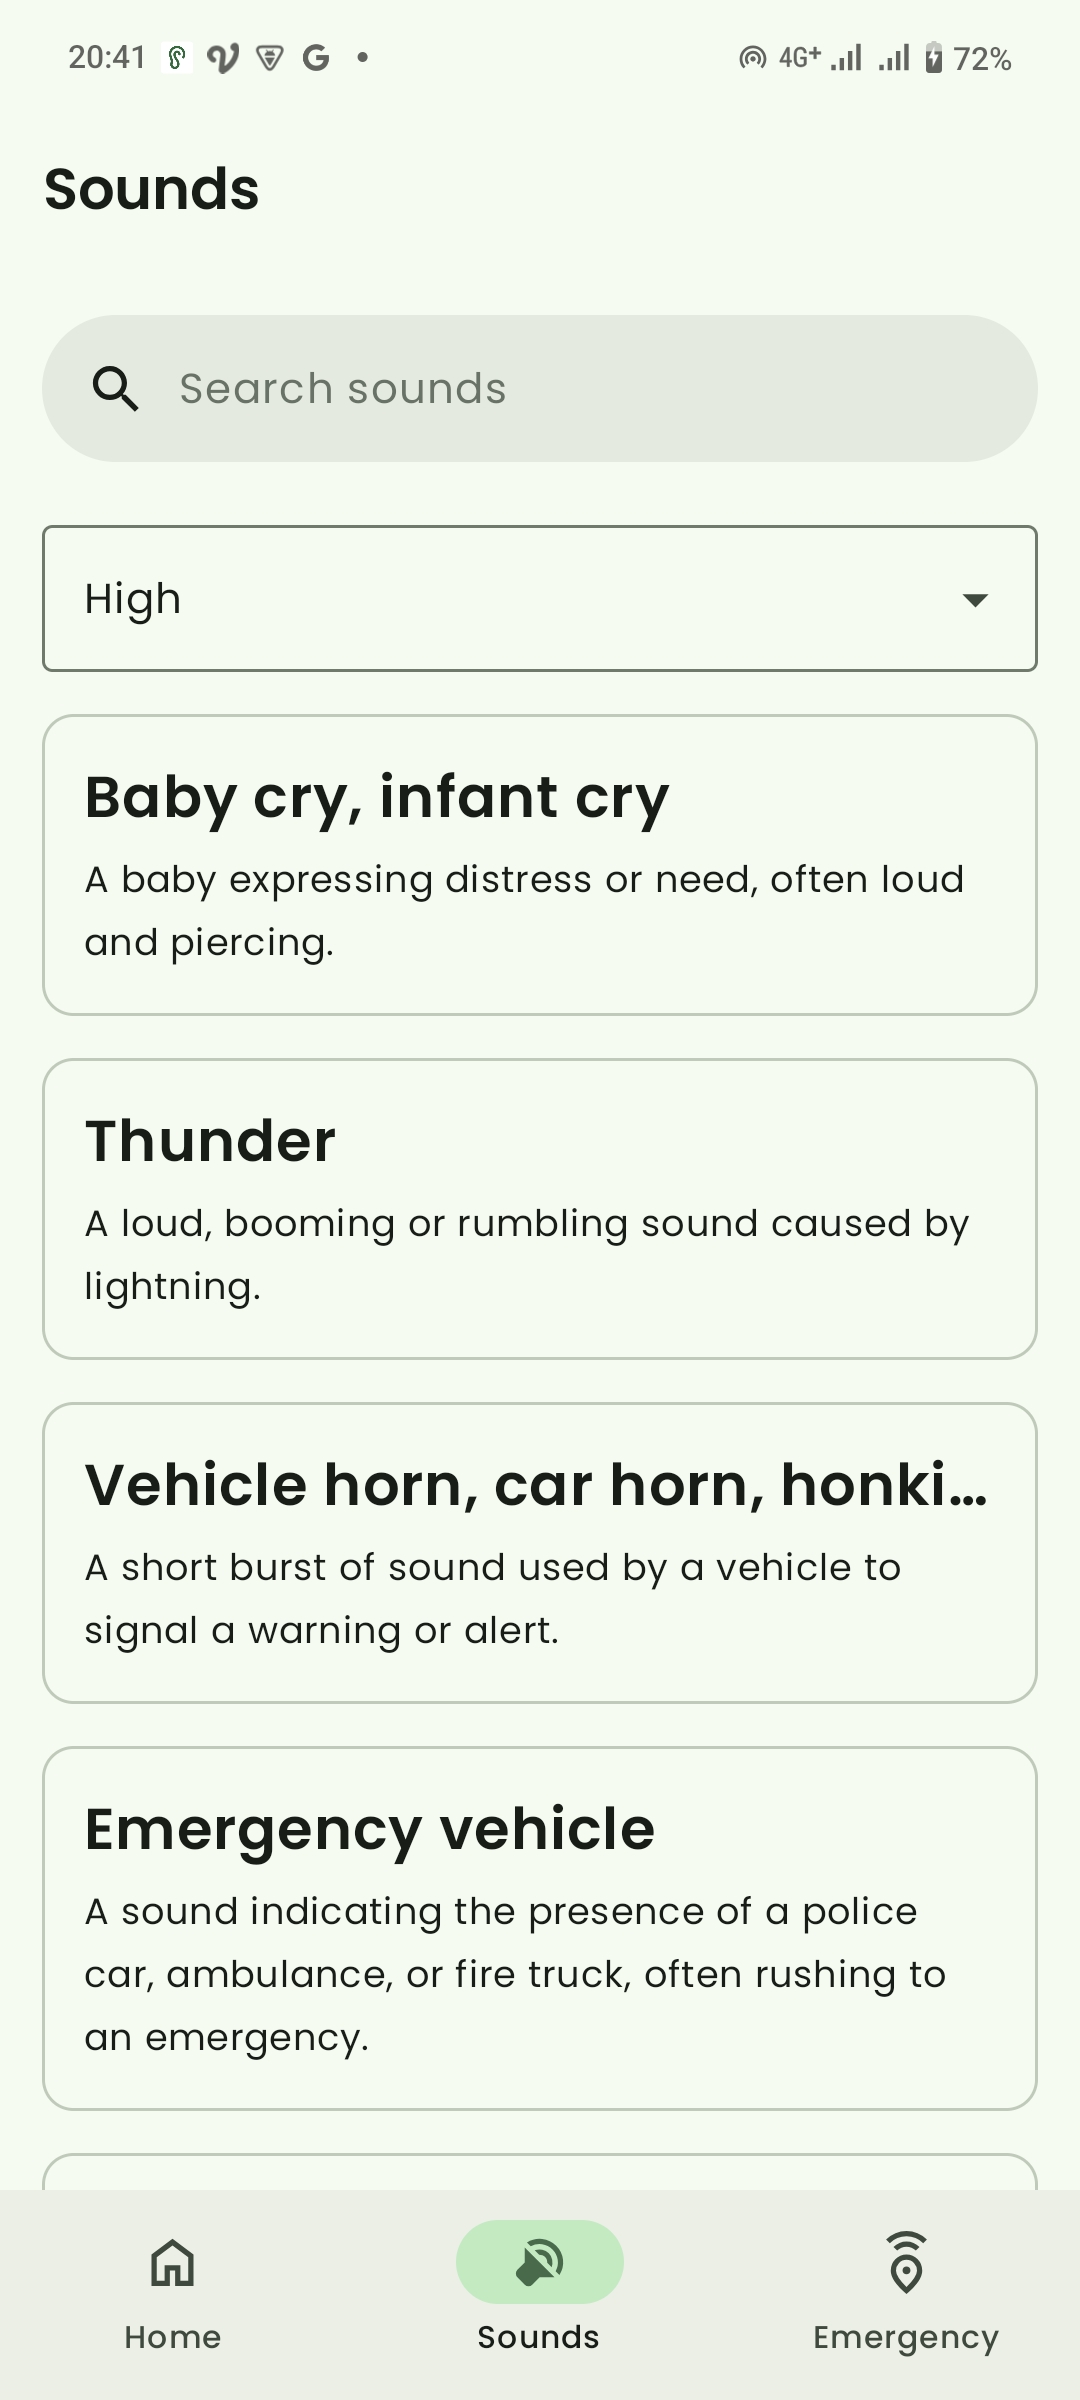 20:41 4G+ 72%
Sounds
Search sounds
High
Baby cry, infant cry
A baby expressing distress or need, often loud
and piercing.
Thunder
A loud, booming or rumbling sound caused by
lightning.
Vehicle horn, car horn, honki...
A short burst of sound used by a vehicle to
signal a warning or alert.
Emergency vehicle
A sound indicating the presence of a police
car, ambulance, or fire truck, often rushing to
an emergency.
Home Sounds Emergency